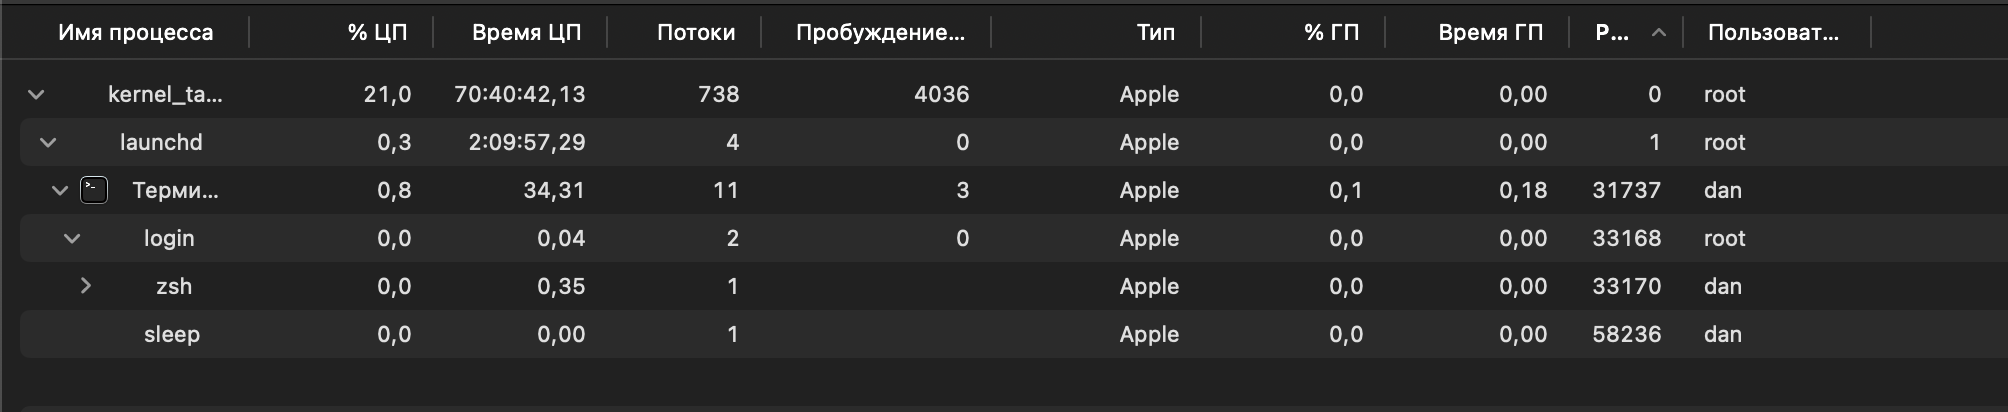 Имя процесса % ЦП Время ЦП Потоки Пробуждение... Тип % ГП Время ГП P... Пользоват...
kernel_ta... 21,0 70:40:42,13 738 4036 Apple 0,0 0,00 0 root
launchd 0,3 2:09:57,29 4 0 Apple 0,0 0,00 1 root
Терми... 0,8 34,31 11 3 Apple 0,1 0,18 31737 dan
login 0,0 0,04 2 0 Apple 0,0 0,00 33168 root
zsh 0,0 0,35 1 Apple 0,0 0,00 33170 dan
sleep 0,0 0,00 1 Apple 0,0 0,00 58236 dan